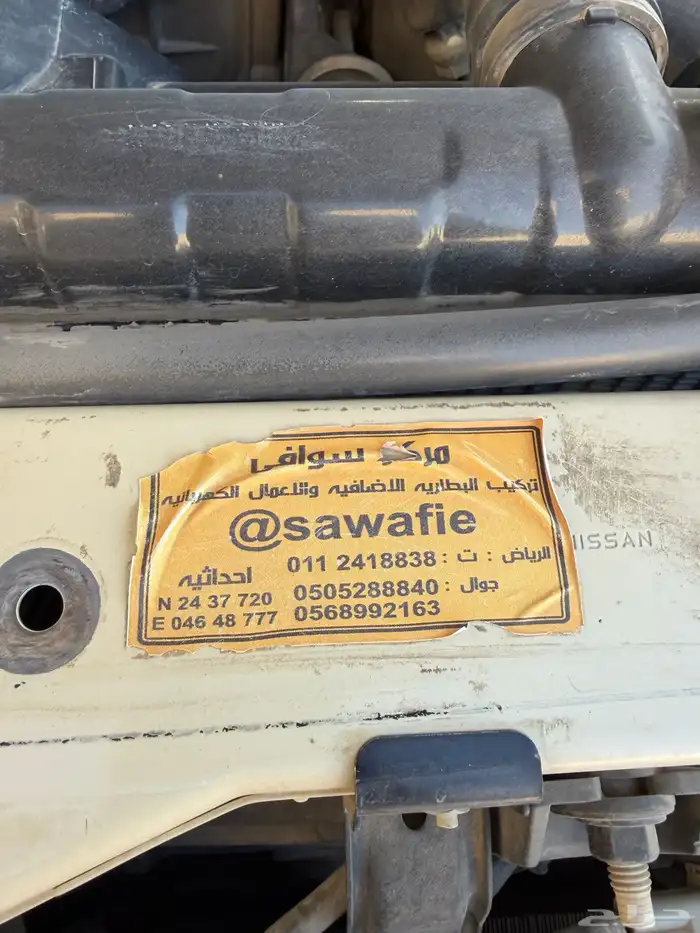 مركز سوافي
تركيب البطاريه الاضافيه والاعمال الكهربائيه
@sawafie
الرياض : ت : 011 2418838
جوال : 0505288840
0568992163
احداثيه
N 24 37 720
E 046 48 777
NISSAN
حراج